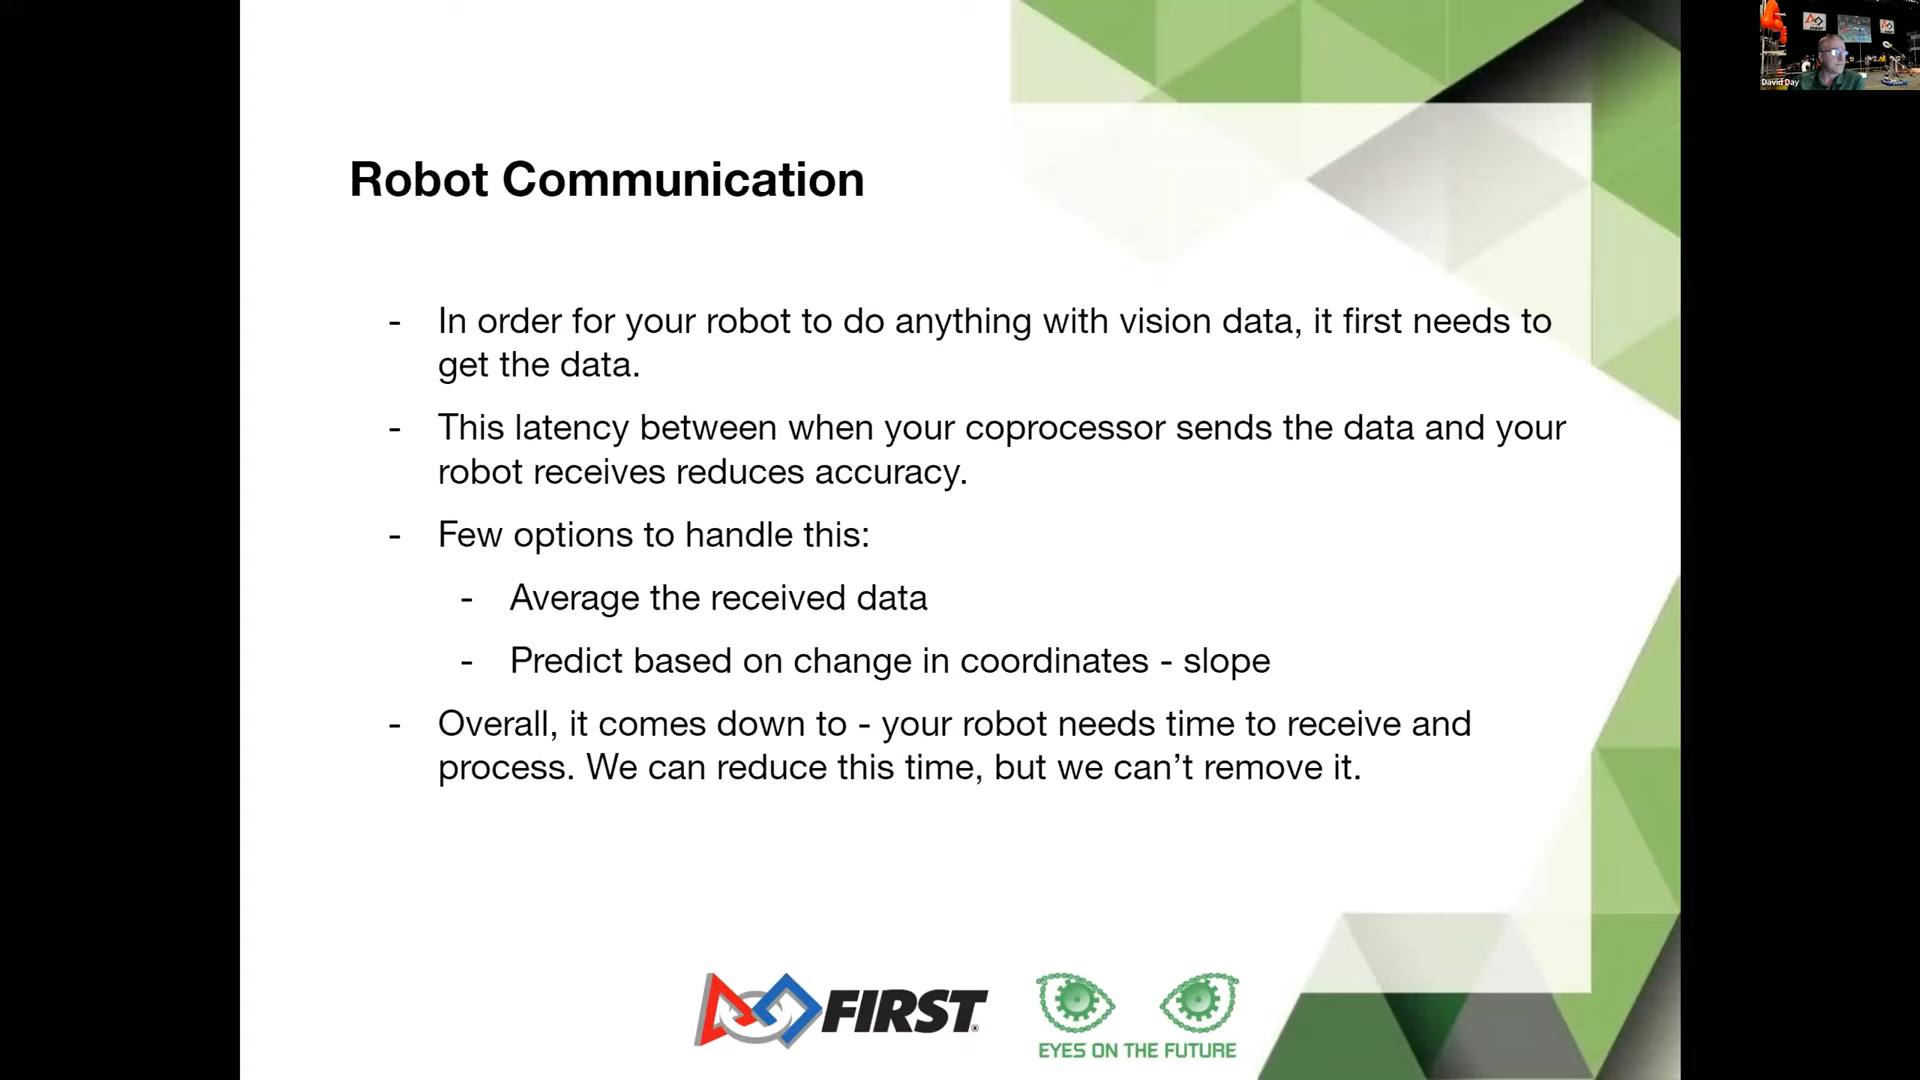 Robot Communication
- In order for your robot to do anything with vision data, it first needs to
get the data.
- This latency between when your coprocessor sends the data and your
robot receives reduces accuracy.
- Few options to handle this:
- Average the received data
- Predict based on change in coordinates - slope
- Overall, it comes down to - your robot needs time to receive and
process. We can reduce this time, but we can’t remove it.
FIRST®
EYES ON THE FUTURE
David Day
FIRST